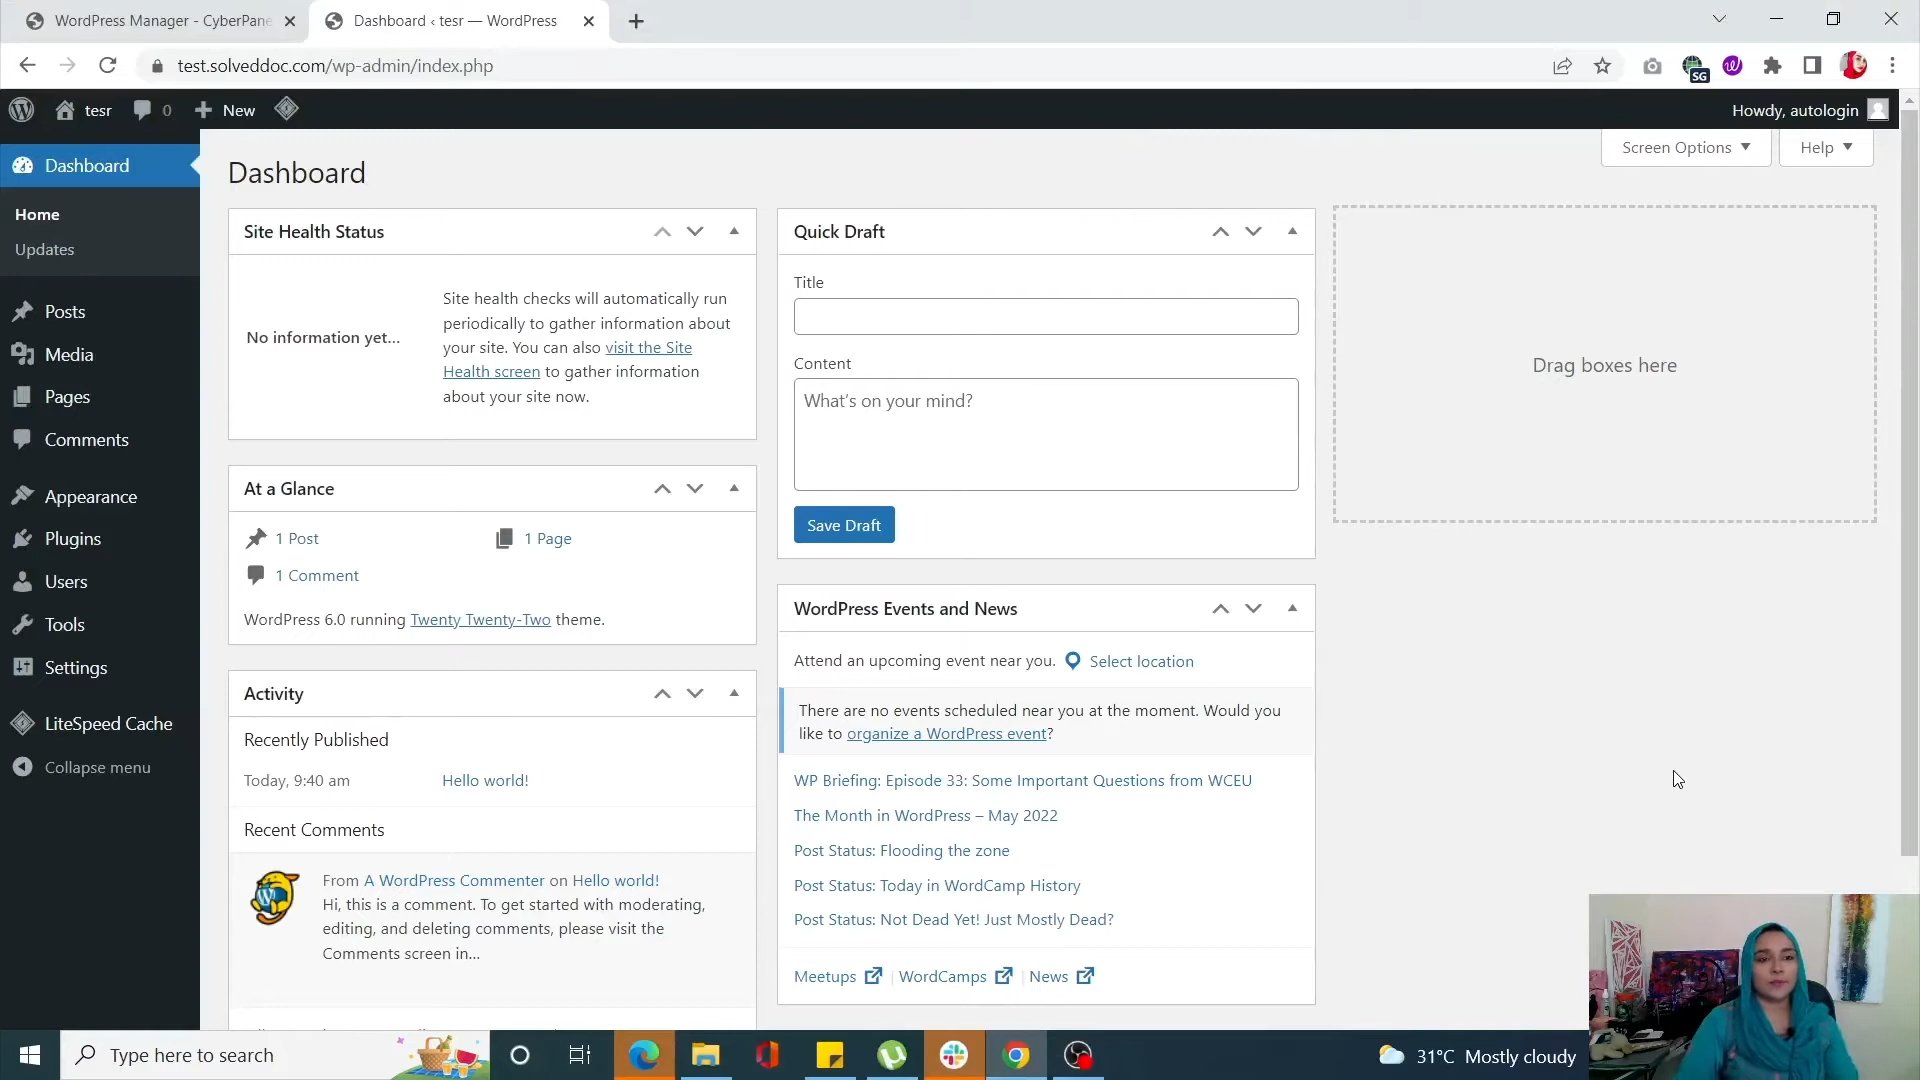 WordPress Manager - CyberPane
Dashboard ‹ tesr — WordPress
test.solveddoc.com/wp-admin/index.php
SG
tesr
0
New
Howdy, autologin
Dashboard
Home
Updates
Posts
Media
Pages
Comments
Appearance
Plugins
Users
Tools
Settings
LiteSpeed Cache
Collapse menu
Screen Options
Help
Dashboard
Site Health Status
No information yet...
Site health checks will automatically run
periodically to gather information about
your site. You can also visit the Site
Health screen to gather information
about your site now.
At a Glance
1 Post
1 Page
1 Comment
WordPress 6.0 running Twenty Twenty-Two theme.
Activity
Recently Published
Today, 9:40 am
Hello world!
Recent Comments
From A WordPress Commenter on Hello world!
Hi, this is a comment. To get started with moderating,
editing, and deleting comments, please visit the
Comments screen in...
Quick Draft
Title
Content
What's on your mind?
Save Draft
WordPress Events and News
Attend an upcoming event near you.
Select location
There are no events scheduled near you at the moment. Would you
like to organize a WordPress event?
WP Briefing: Episode 33: Some Important Questions from WCEU
The Month in WordPress – May 2022
Post Status: Flooding the zone
Post Status: Today in WordCamp History
Post Status: Not Dead Yet! Just Mostly Dead?
Meetups | WordCamps | News
Drag boxes here
Type here to search
31°C Mostly cloudy